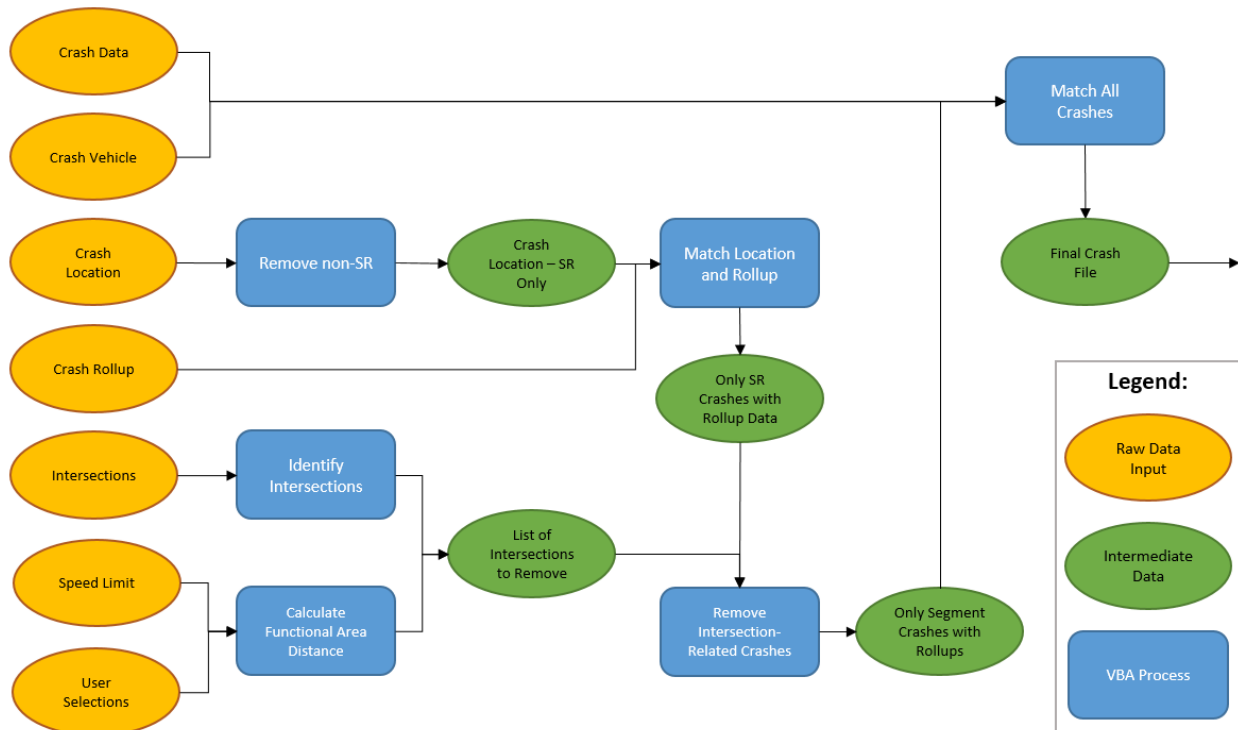 Crash Data
Crash Vehicle
Match All
Crashes
Crash
Location
Remove non-SR
Crash
Location – SR
Only
Match Location
and Rollup
Final Crash
File
Crash Rollup
Only SR
Crashes with
Rollup Data
Intersections
Identify
Intersections
List of
Intersections
to Remove
Speed Limit
Calculate
Functional Area
Distance
User
Selections
Remove
Intersection-
Related Crashes
Only Segment
Crashes with
Rollups
Legend:
Raw Data
Input
Intermediate
Data
VBA Process